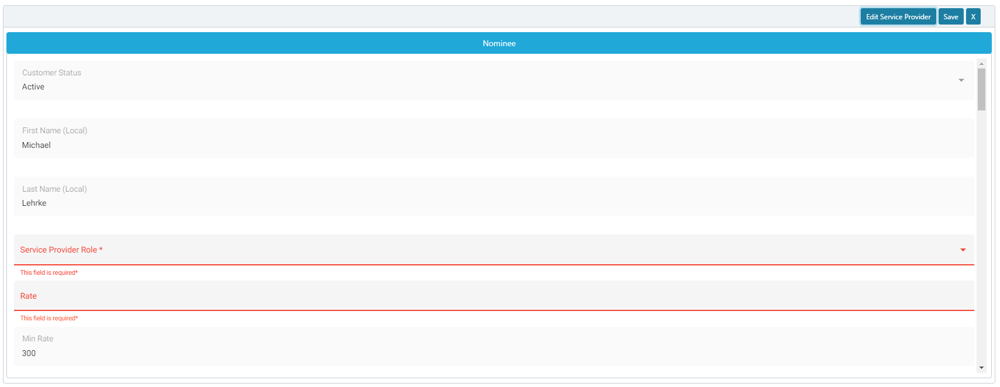 Edit Service Provider Save X
Nominee
Customer Status
Active
First Name (Local)
Michael
Last Name (Local)
Lehrke
Service Provider Role *
This field is required*
Rate
This field is required*
Min Rate
300